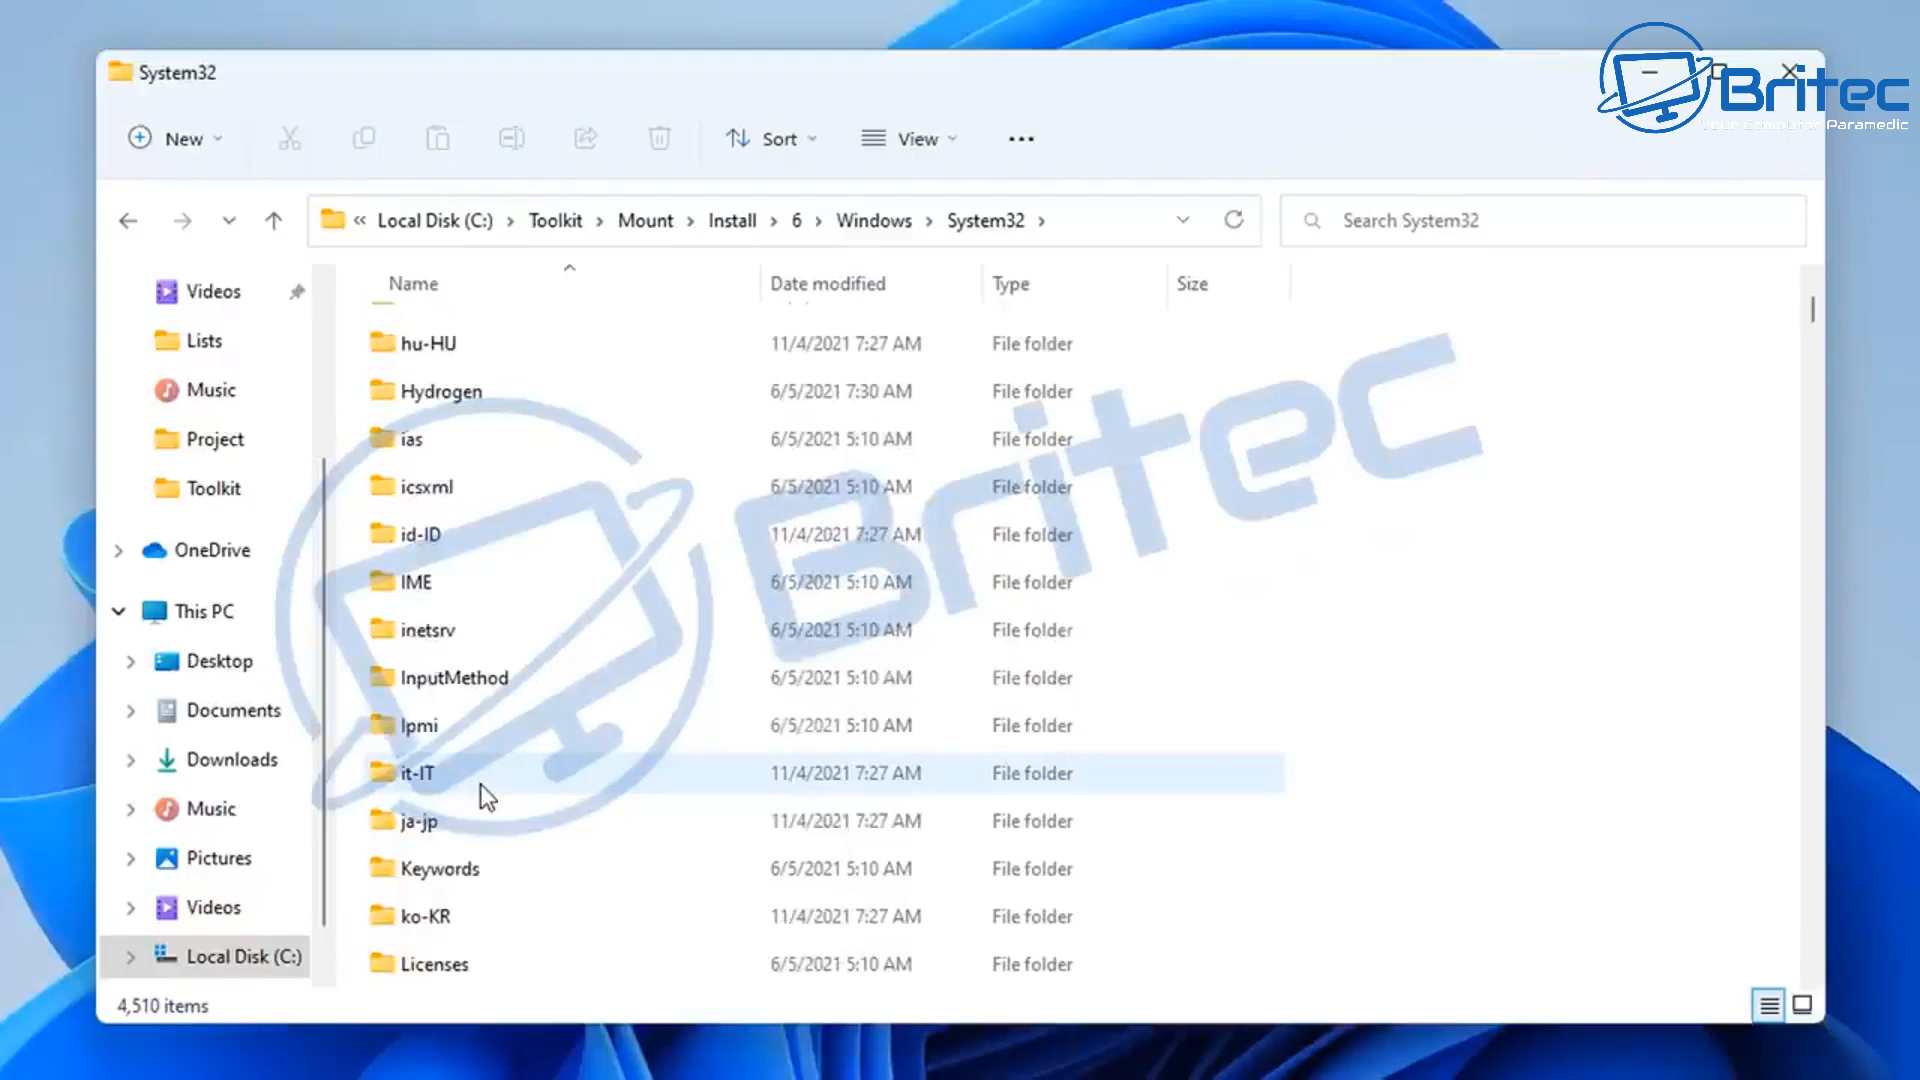 System32
Britec
Your Computer Paramedic
New
Sort
View
Local Disk (C:) › Toolkit › Mount › Install › 6 › Windows › System32 ›
Search System32
Name Date modified Type Size
Videos
Lists
Music
Project
Toolkit
OneDrive
This PC
Desktop
Documents
Downloads
Music
Pictures
Videos
Local Disk (C:)
hu-HU 11/4/2021 7:27 AM File folder
Hydrogen 6/5/2021 7:30 AM File folder
ias 6/5/2021 5:10 AM File folder
icsxml 6/5/2021 5:10 AM File folder
id-ID 11/4/2021 7:27 AM File folder
IME 6/5/2021 5:10 AM File folder
inetsrv 6/5/2021 5:10 AM File folder
InputMethod 6/5/2021 5:10 AM File folder
Ipmi 6/5/2021 5:10 AM File folder
it-IT 11/4/2021 7:27 AM File folder
ja-jp 11/4/2021 7:27 AM File folder
Keywords 6/5/2021 5:10 AM File folder
ko-KR 11/4/2021 7:27 AM File folder
Licenses 6/5/2021 5:10 AM File folder
Britec
4,510 items